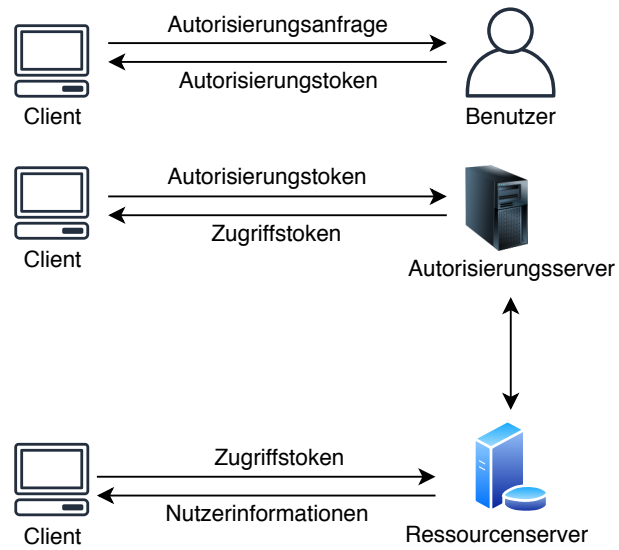 Autorisierungsanfrage
Autorisierungstoken
Client
Benutzer
Autorisierungstoken
Zugriffstoken
Client
Autorisierungsserver
Zugriffstoken
Nutzerinformationen
Client
Ressourcenserver